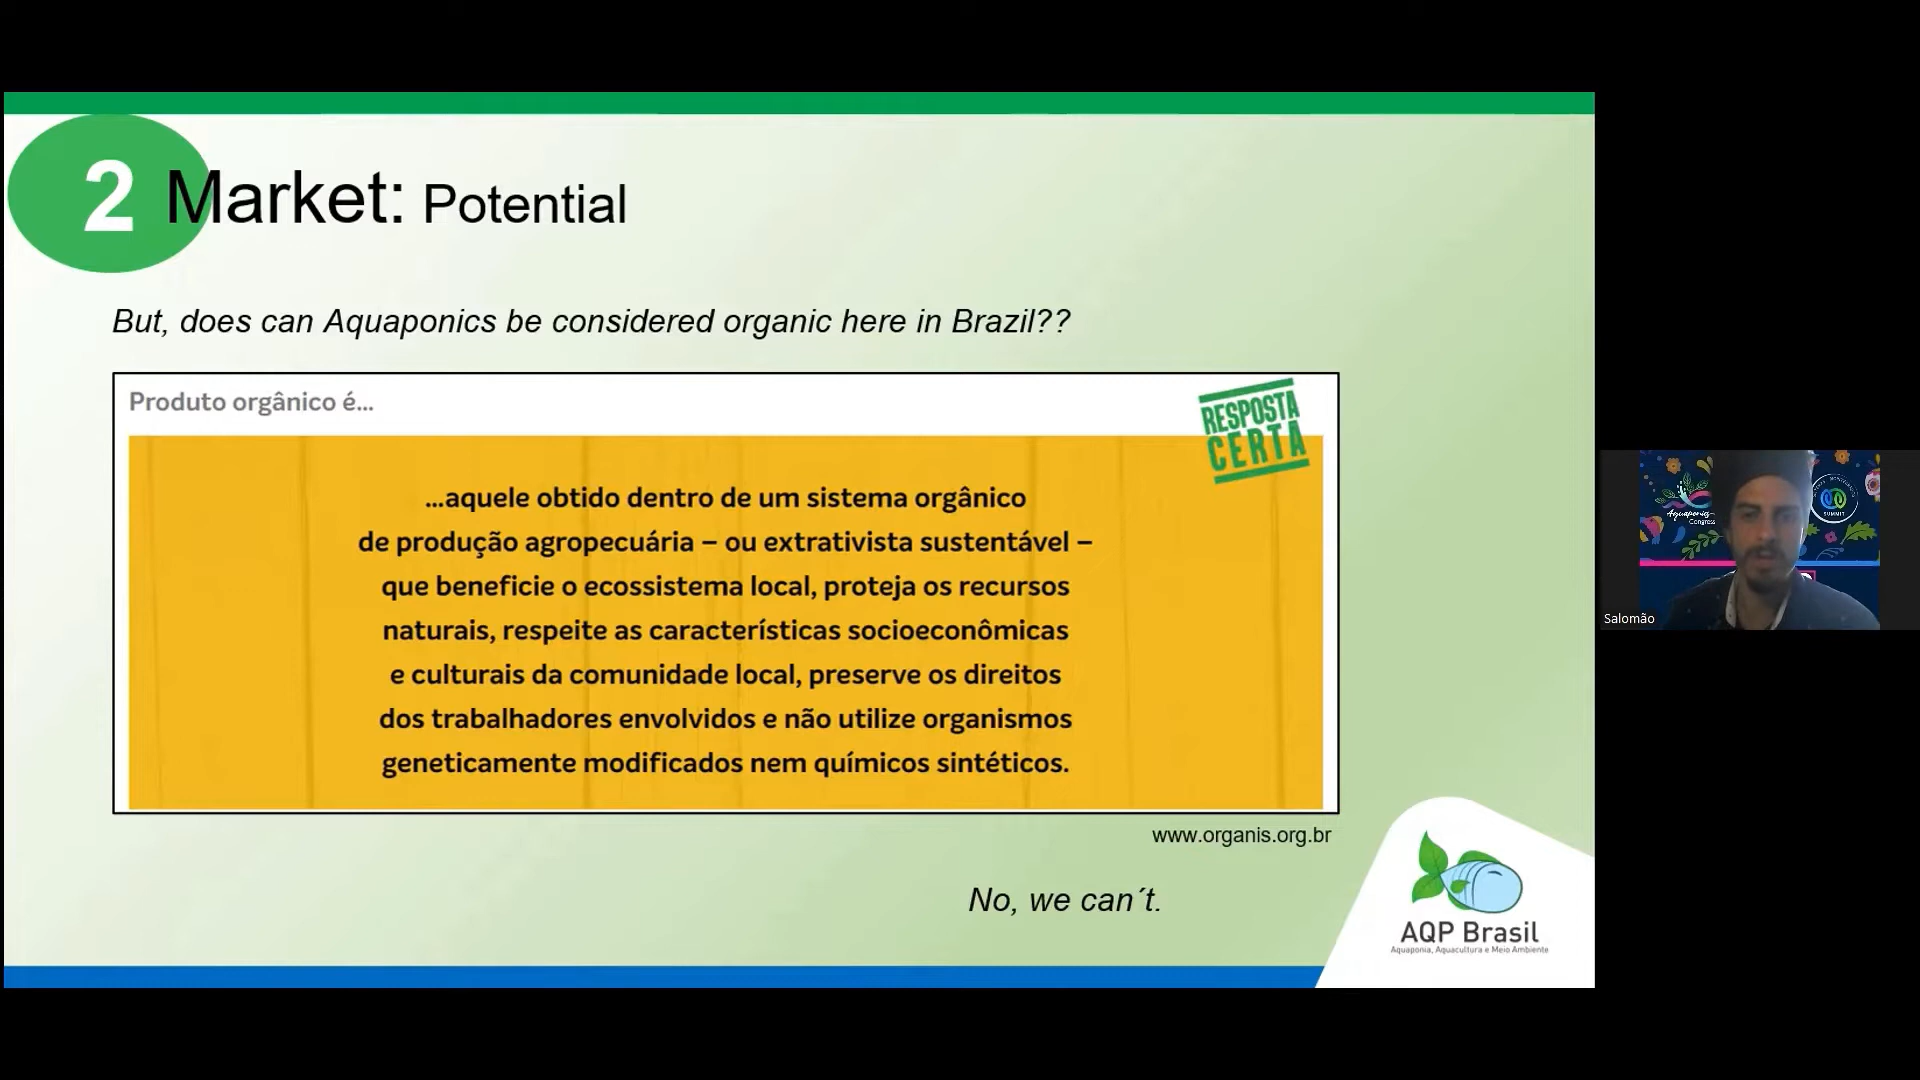 2 Market: Potential
But, does can Aquaponics be considered organic here in Brazil??
Produto orgânico é...
RESPOSTA
CERTA
...aquele obtido dentro de um sistema orgânico
de produção agropecuária – ou extrativista sustentável –
que beneficie o ecossistema local, proteja os recursos
naturais, respeite as características socioeconômicas
e culturais da comunidade local, preserve os direitos
dos trabalhadores envolvidos e não utilize organismos
geneticamente modificados nem químicos sintéticos.
www.organis.org.br
No, we can´t.
AQP Brasil
Aquaponia, Aquacultura e Meio Ambiente
Aquaponics
Congress
SUMMIT
Salomão